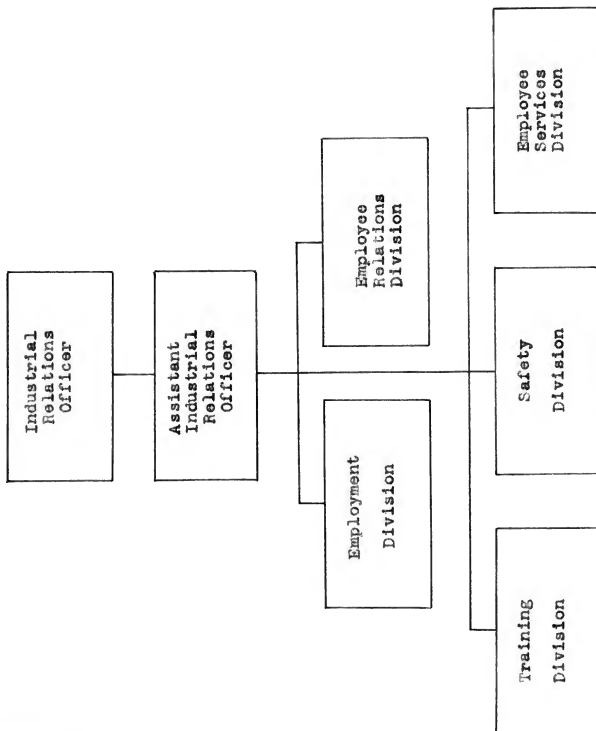 Industrial
Relations
Officer
Assistant
Industrial
Relations
Officer
Employment
Division
Employee
Relations
Division
Training
Division
Safety
Division
Employee
Services
Division